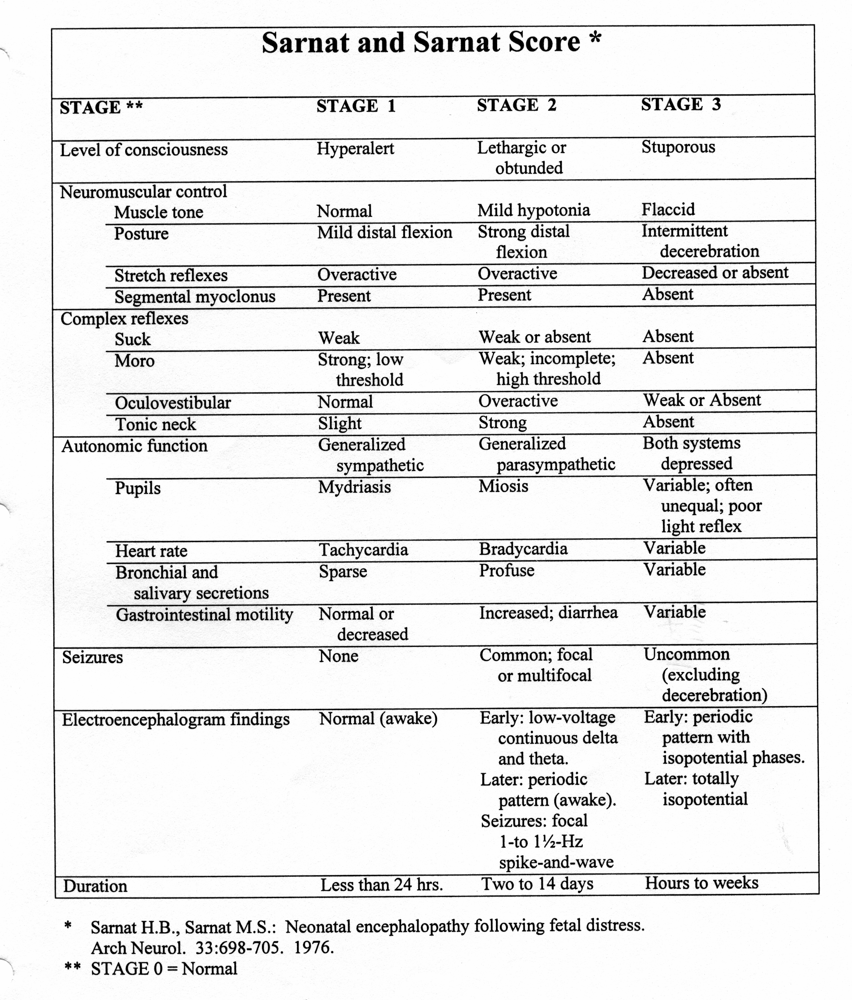 Sarnat and Sarnat Score *
STAGE ** STAGE 1 STAGE 2 STAGE 3
Level of consciousness Hyperalert Lethargic or Stuporous
obtunded
Neuromuscular control
Muscle tone Normal Mild hypotonia Flaccid
Posture Mild distal flexion Strong distal Intermittent
flexion decerebration
Stretch reflexes Overactive Overactive Decreased or absent
Segmental myoclonus Present Present Absent
Complex reflexes
Suck Weak Weak or absent Absent
Moro Strong; low Weak; incomplete; Absent
threshold high threshold
Oculovestibular Normal Overactive Weak or Absent
Tonic neck Slight Strong Absent
Autonomic function Generalized Generalized Both systems
sympathetic parasympathetic depressed
Pupils Mydriasis Miosis Variable; often
unequal; poor
light reflex
Heart rate Tachycardia Bradycardia Variable
Bronchial and Sparse Profuse Variable
salivary secretions
Gastrointestinal motility Normal or Increased; diarrhea Variable
decreased
Seizures None Common; focal Uncommon
or multifocal (excluding
decerebration)
Electroencephalogram findings Normal (awake) Early: low-voltage Early: periodic
continuous delta pattern with
and theta. isopotential phases.
Later: periodic Later: totally
pattern (awake). isopotential
Seizures: focal
1-to 1½-Hz
spike-and-wave
Duration Less than 24 hrs. Two to 14 days Hours to weeks
* Sarnat H.B., Sarnat M.S.: Neonatal encephalopathy following fetal distress.
Arch Neurol. 33:698-705. 1976.
** STAGE 0 = Normal